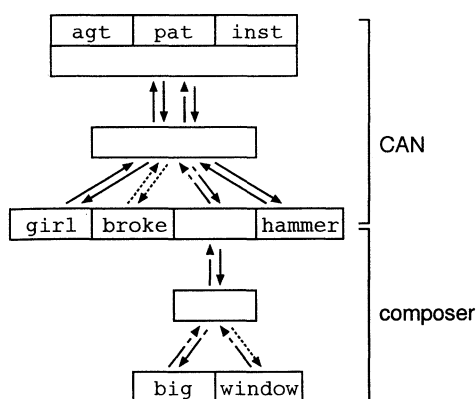 agt pat inst
CAN
girl broke hammer
composer
big window